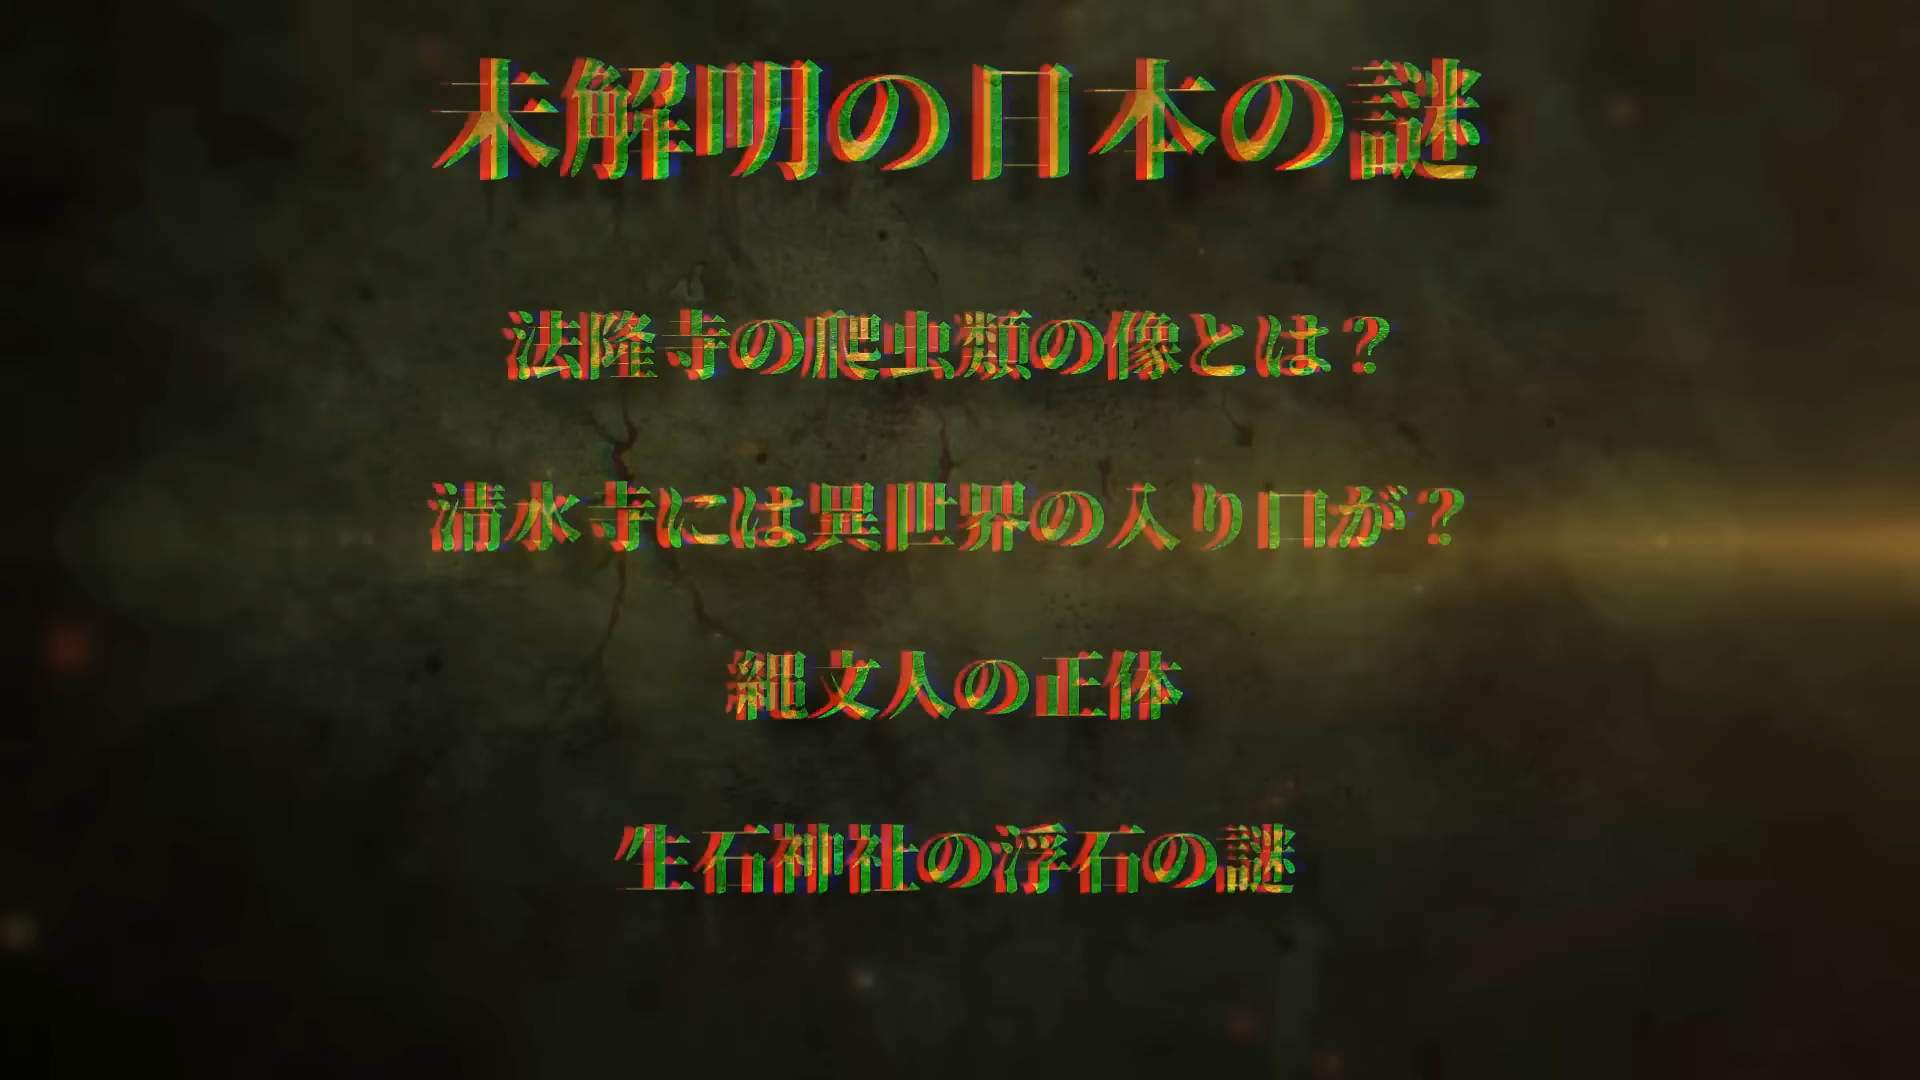 未解明の日本の謎
法隆寺の爬虫類の像とは？
清水寺には異世界の入り口が？
縄文人の正体
生石神社の浮石の謎